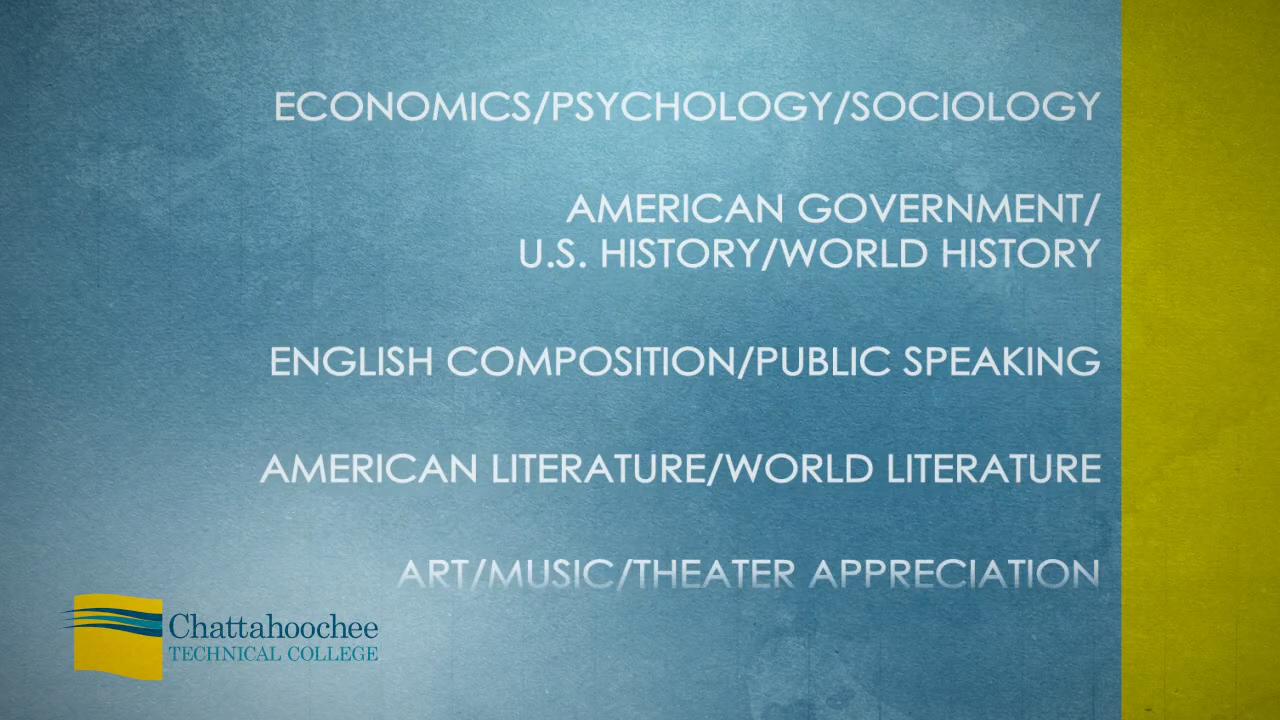 ECONOMICS/PSYCHOLOGY/SOCIOLOGY
AMERICAN GOVERNMENT/
U.S. HISTORY/WORLD HISTORY
ENGLISH COMPOSITION/PUBLIC SPEAKING
AMERICAN LITERATURE/WORLD LITERATURE
ART/MUSIC/THEATER APPRECIATION
Chattahoochee
TECHNICAL COLLEGE